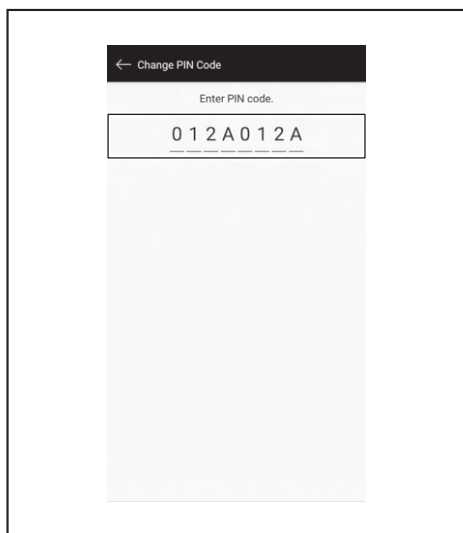 ← Change PIN Code
Enter PIN code.
0 1 2 A 0 1 2 A